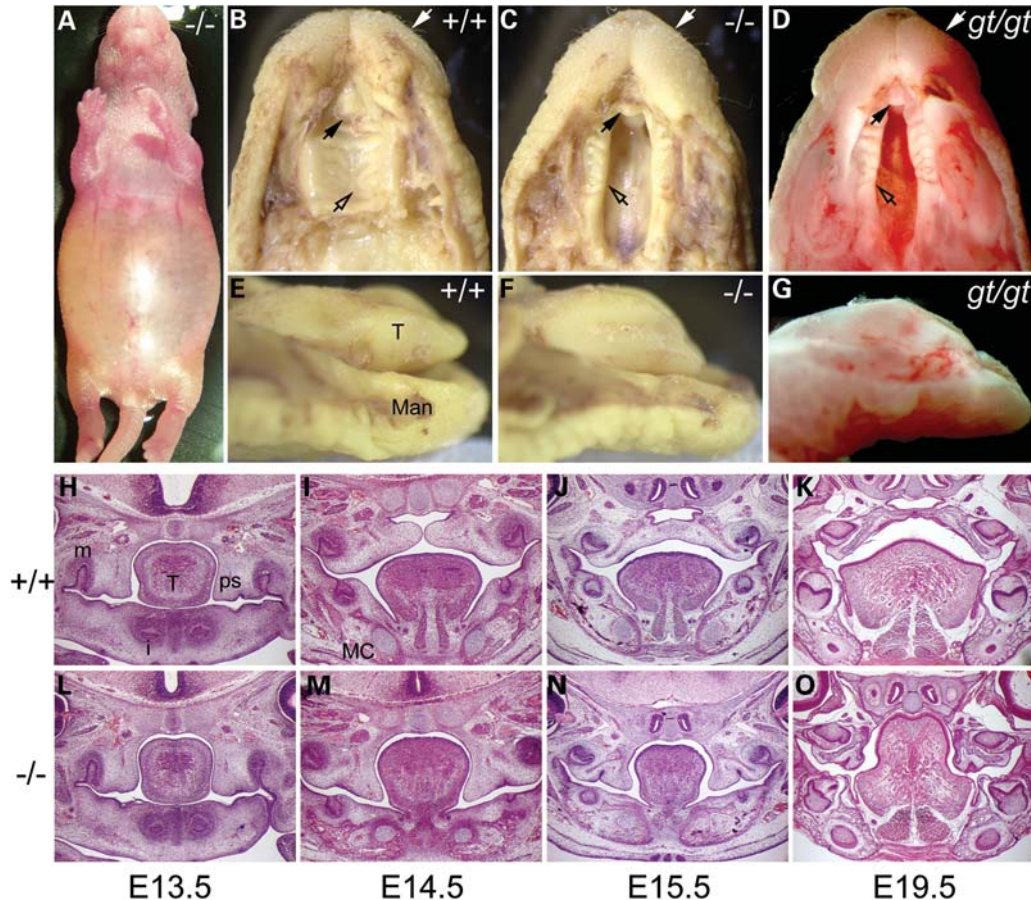 A -/- B +/+ C -/- D gt/gt
E +/+ F -/- G gt/gt
T
Man
H I J K
m
+/+
T ps
i MC
L M N O
-/-
E13.5 E14.5 E15.5 E19.5